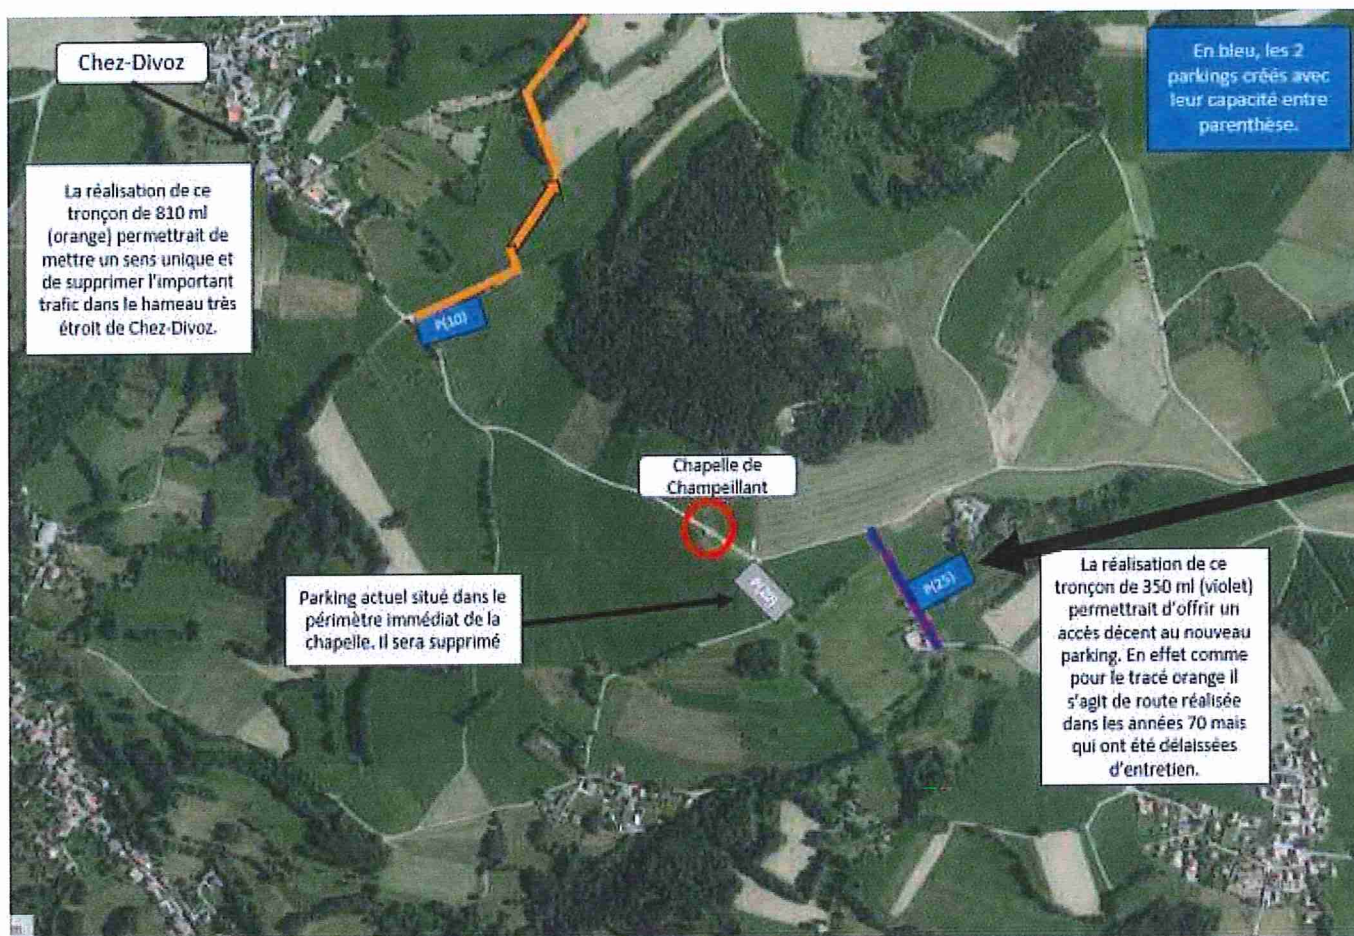 Chez-Divoz
En bleu, les 2
parkings créés avec
leur capacité entre
parenthèse.
La réalisation de ce
tronçon de 810 ml
(orange) permettrait de
mettre un sens unique et
de supprimer l'important
trafic dans le hameau très
étroit de Chez-Divoz.
P(10)
Chapelle de
Champeillant
Parking actuel situé dans le
périmètre immédiat de la
chapelle. Il sera supprimé
P(25)
La réalisation de ce
tronçon de 350 ml (violet)
permettrait d'offrir un
accès décent au nouveau
parking. En effet comme
pour le tracé orange il
s'agit de route réalisée
dans les années 70 mais
qui ont été délaissées
d'entretien.